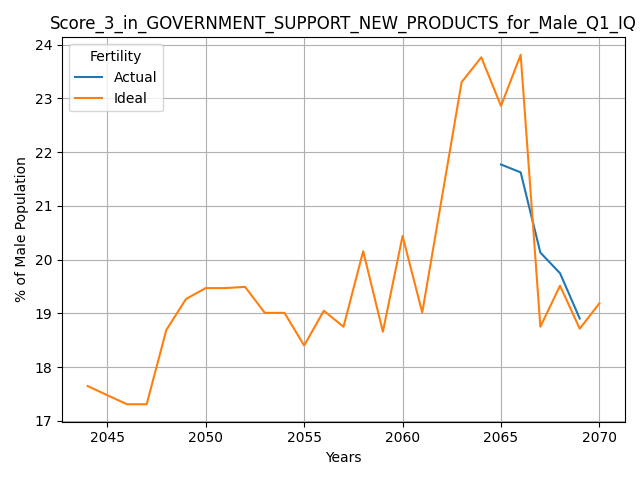 Score_3_in_GOVERNMENT_SUPPORT_NEW_PRODUCTS_for_Male_Q1_IQ
Fertility
Actual
Ideal
% of Male Population
24
23
22
21
20
19
18
17
2045
2050
2055
2060
2065
2070
Years